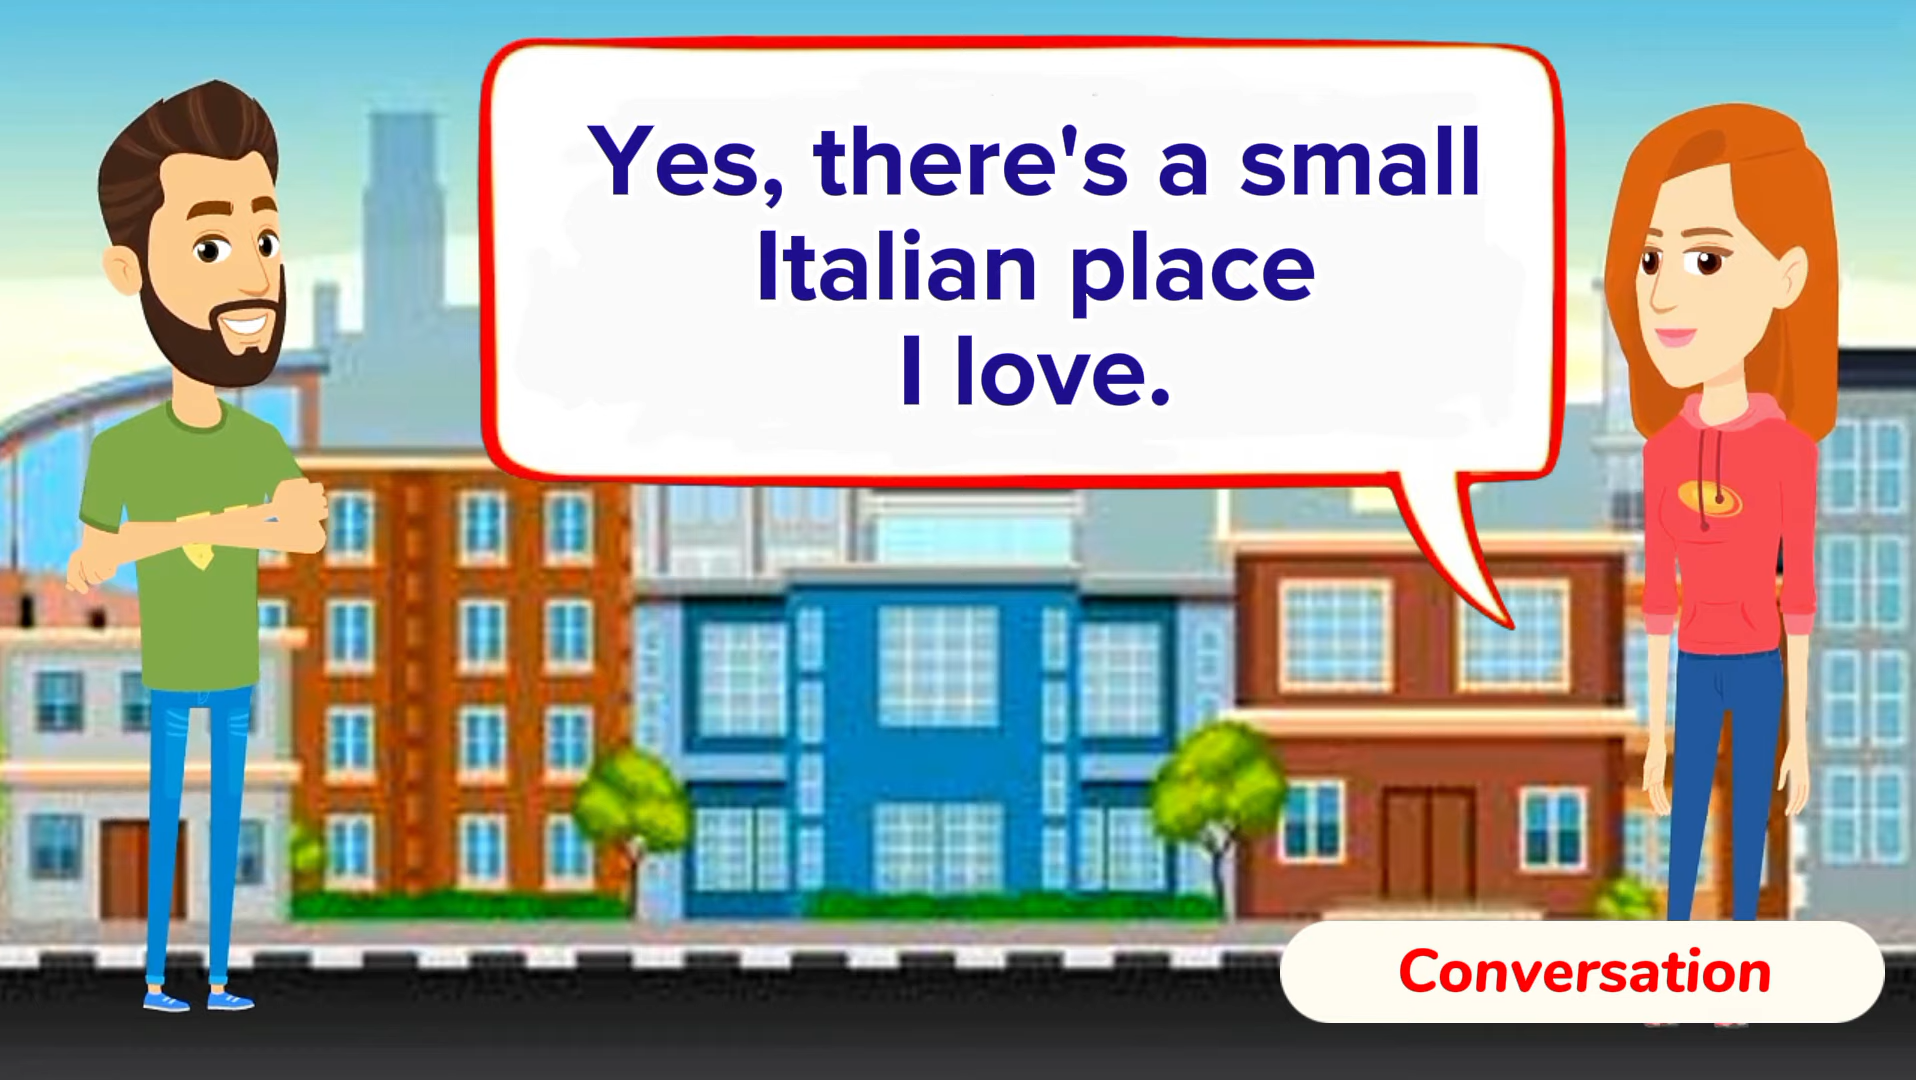 Yes, there's a small
Italian place
I love.
Conversation